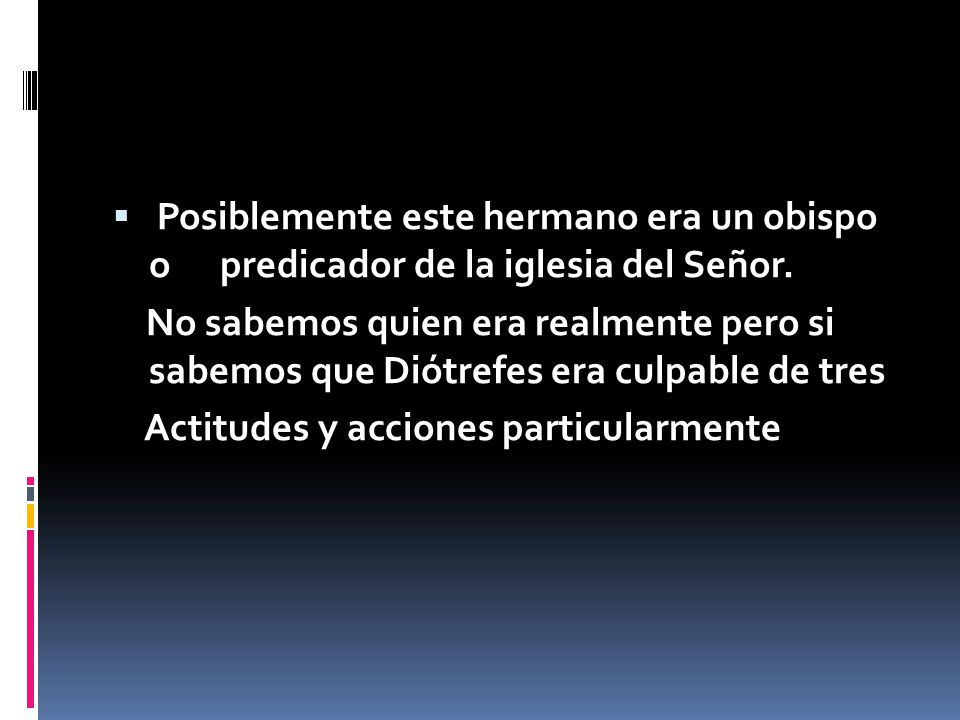 ▪ Posiblemente este hermano era un obispo
o predicador de la iglesia del Señor.
No sabemos quien era realmente pero si
sabemos que Diótrefes era culpable de tres
Actitudes y acciones particularmente